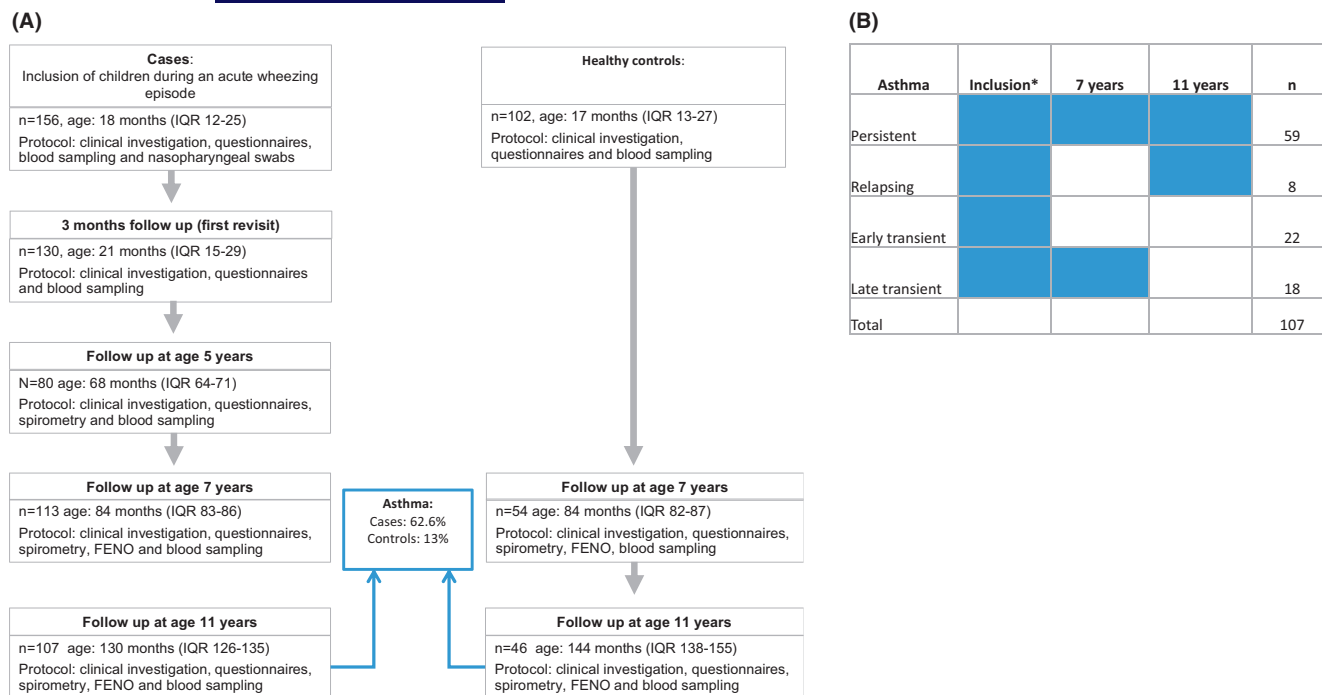 (A)
Cases:
Inclusion of children during an acute wheezing
episode
n=156, age: 18 months (IQR 12-25)
Protocol: clinical investigation, questionnaires,
blood sampling and nasopharyngeal swabs
3 months follow up (first revisit)
n=130, age: 21 months (IQR 15-29)
Protocol: clinical investigation, questionnaires
and blood sampling
Follow up at age 5 years
N=80 age: 68 months (IQR 64-71)
Protocol: clinical investigation, questionnaires,
spirometry and blood sampling
Follow up at age 7 years
n=113 age: 84 months (IQR 83-86)
Protocol: clinical investigation, questionnaires,
spirometry, FENO and blood sampling
Follow up at age 11 years
n=107 age: 130 months (IQR 126-135)
Protocol: clinical investigation, questionnaires,
spirometry, FENO and blood sampling
Asthma:
Cases: 62.6%
Controls: 13%
Healthy controls:
n=102, age: 17 months (IQR 13-27)
Protocol: clinical investigation,
questionnaires and blood sampling
Follow up at age 7 years
n=54 age: 84 months (IQR 82-87)
Protocol: clinical investigation, questionnaires,
spirometry, FENO, blood sampling
Follow up at age 11 years
n=46 age: 144 months (IQR 138-155)
Protocol: clinical investigation, questionnaires,
spirometry, FENO and blood sampling
(B)
Asthma Inclusion* 7 years 11 years n
Persistent 59
Relapsing 8
Early transient 22
Late transient 18
Total 107